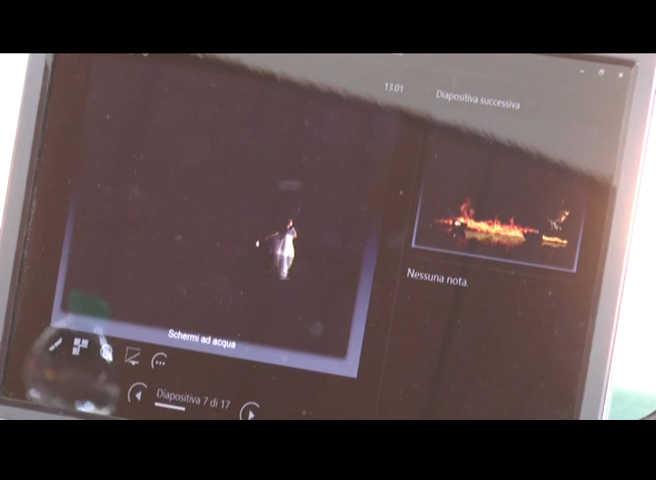 13.01
Diapositiva successiva
Nessuna nota.
Schermi ad acqua
Diapositiva 7 di 17